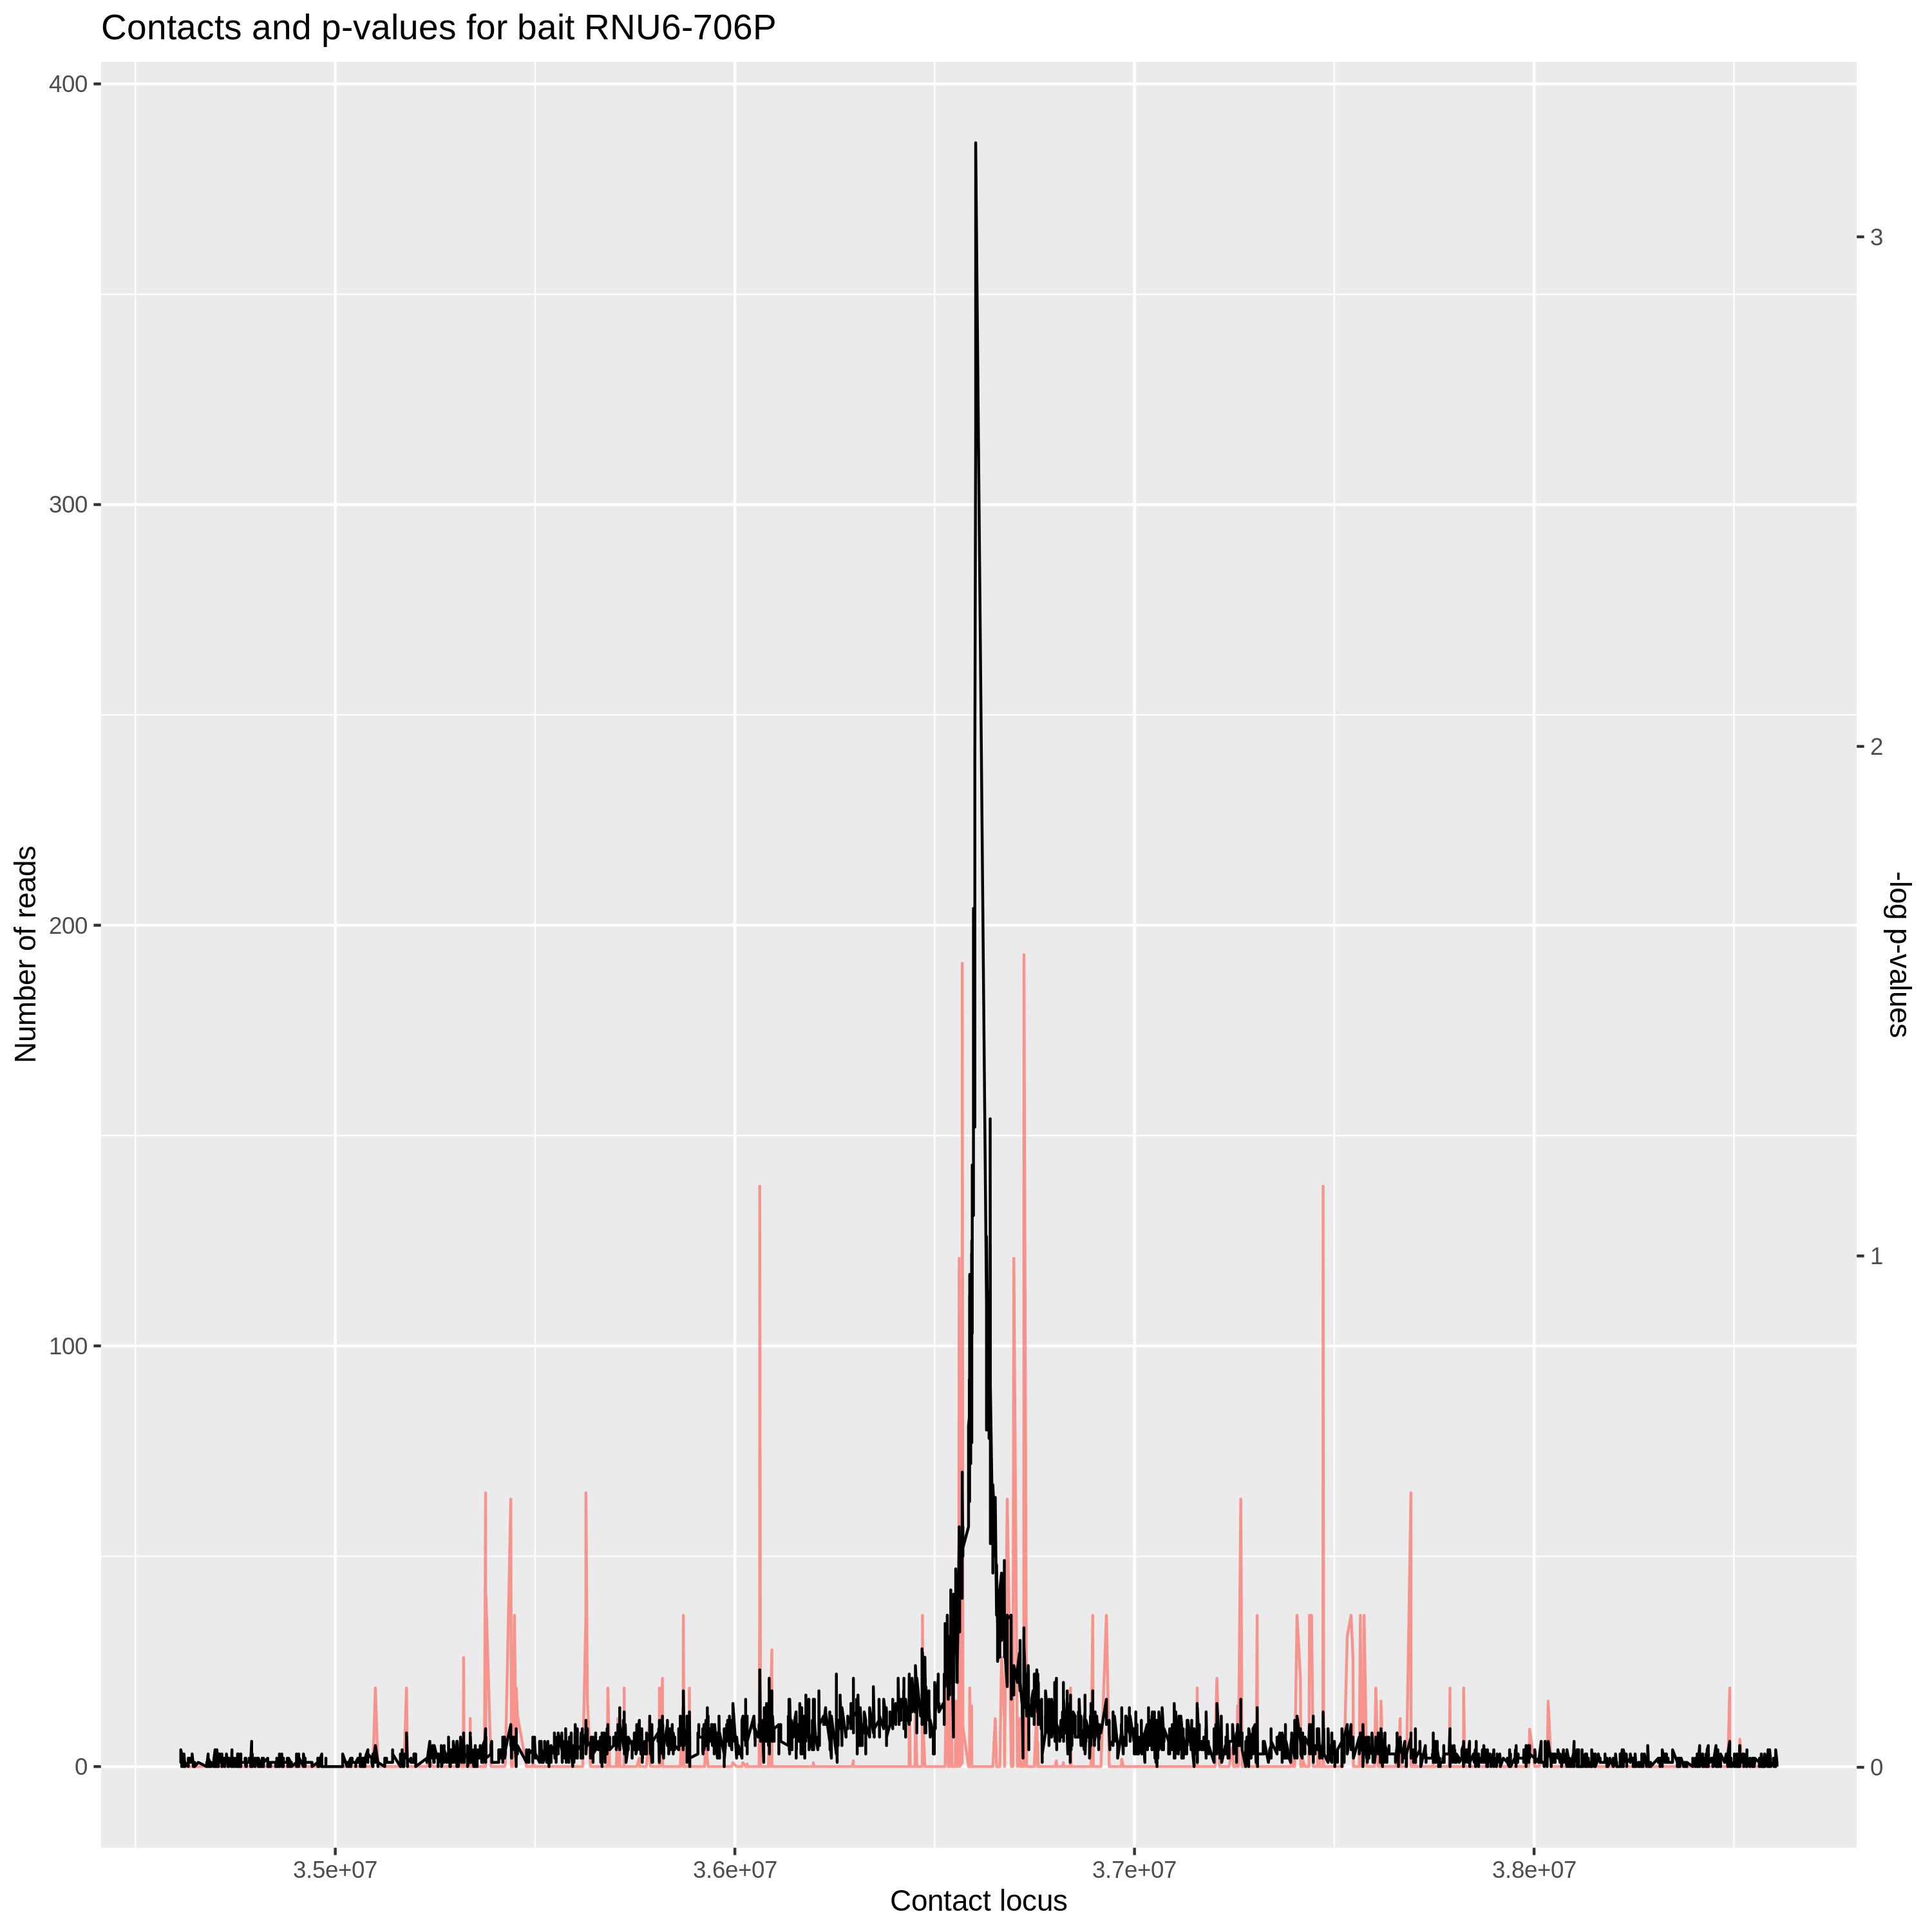 Contacts and p-values for bait RNU6-706P
400
300
200
100
0
3
2
1
0
Number of reads
-log p-values
3.5e+07
3.6e+07
3.7e+07
3.8e+07
Contact locus